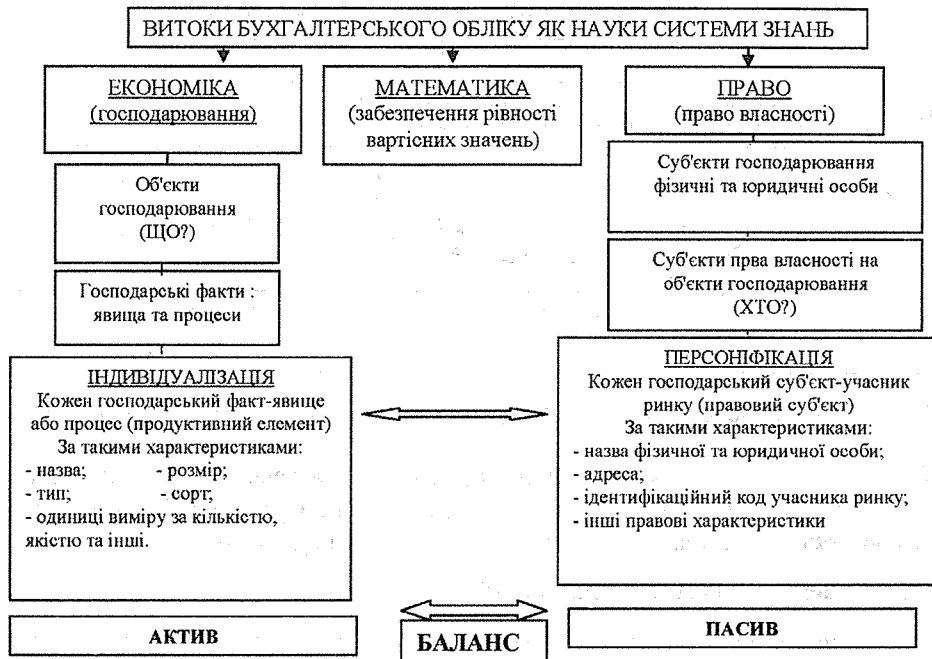 ВИТОКИ БУХГАЛТЕРСЬКОГО ОБЛІКУ ЯК НАУКИ СИСТЕМИ ЗНАНЬ
ЕКОНОМІКА
(господарювання)
МАТЕМАТИКА
(забезпечення рівності
вартісних значень)
ПРАВО
(право власності)
Об'єкти
господарювання
(ЩО?)
Суб'єкти господарювання
фізичні та юридичні особи
Господарські факти :
явища та процеси
Суб'єкти прва власності на
об'єкти господарювання
(ХТО?)
ІНДИВІДУАЛІЗАЦІЯ
Кожен господарський факт-явище
або процес (продуктивний елемент)
За такими характеристиками:
- назва; - розмір;
- тип; - сорт;
- одиниці виміру за кількістю,
якістю та інші.
ПЕРСОНІФІКАЦІЯ
Кожен господарський суб'єкт-учасник
ринку (правовий суб'єкт)
За такими характеристиками:
- назва фізичної та юридичної особи;
- адреса;
- ідентифікаційний код учасника ринку;
- інші правові характеристики
АКТИВ
БАЛАНС
ПАСИВ